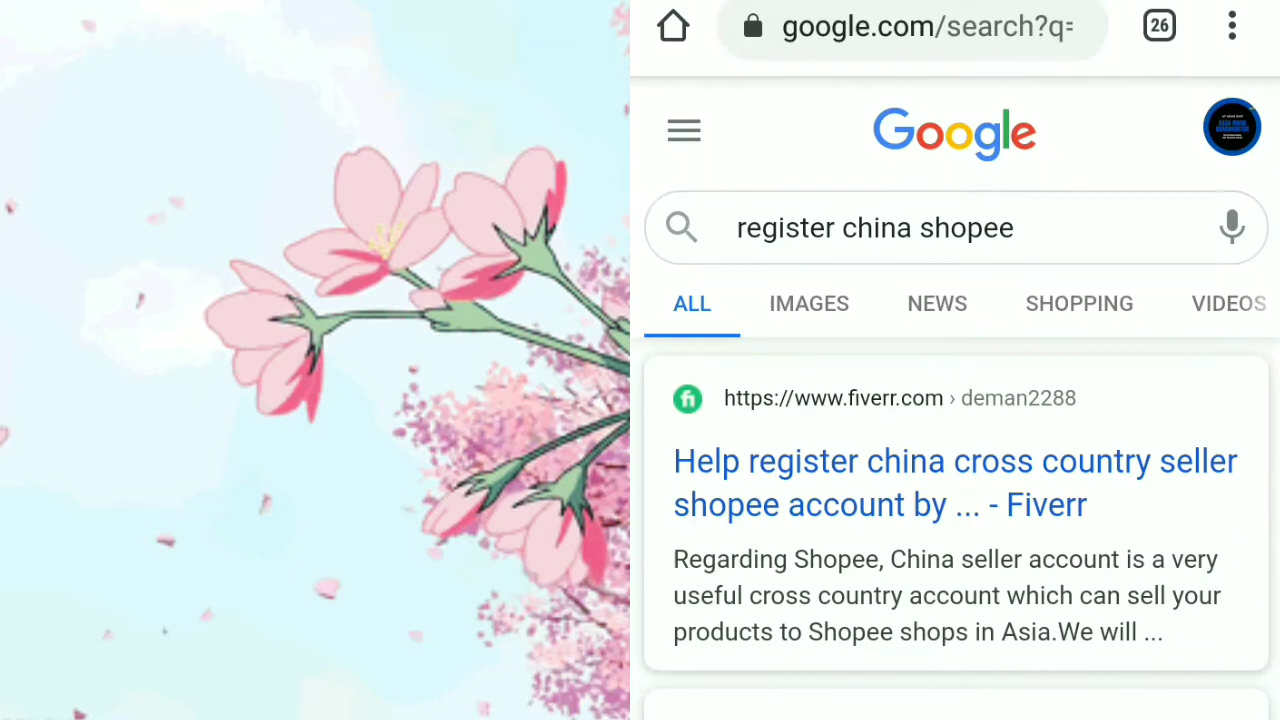 google.com/search?q=
26
Google
register china shopee
ALL IMAGES NEWS SHOPPING VIDEOS
fi
https://www.fiverr.com › deman2288
Help register china cross country seller
shopee account by ... - Fiverr
Regarding Shopee, China seller account is a very
useful cross country account which can sell your
products to Shopee shops in Asia.We will ...